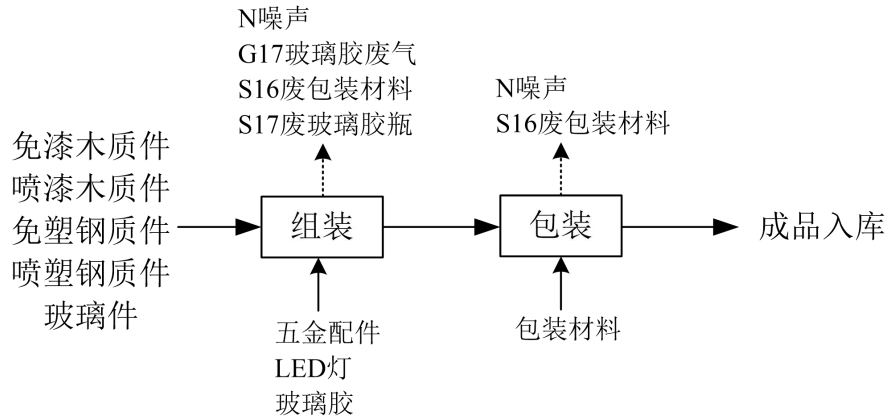 N噪声
G17玻璃胶废气
S16废包装材料
S17废玻璃胶瓶
N噪声
S16废包装材料
免漆木质件
喷漆木质件
免塑钢质件
喷塑钢质件
玻璃件
组装
包装
成品入库
五金配件
LED灯
玻璃胶
包装材料